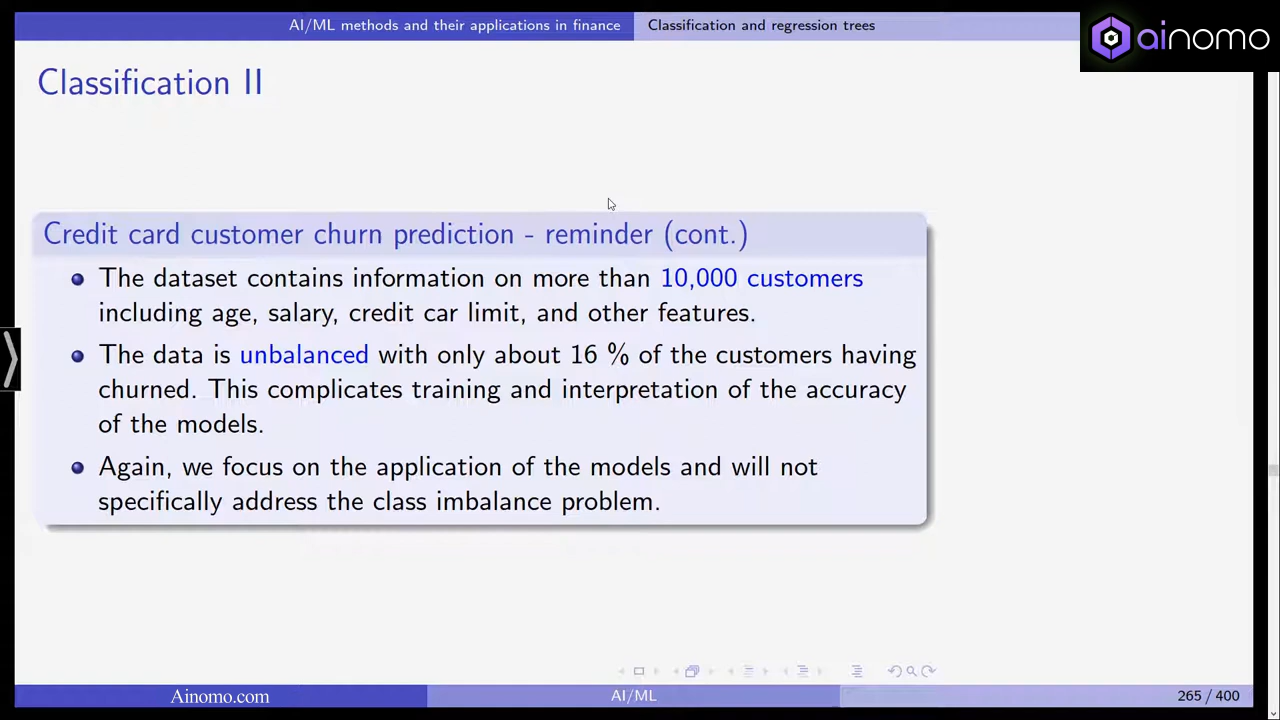 AI/ML methods and their applications in finance Classification and regression trees
ainomo
Classification II
Credit card customer churn prediction - reminder (cont.)
The dataset contains information on more than 10,000 customers
including age, salary, credit car limit, and other features.
The data is unbalanced with only about 16 % of the customers having
churned. This complicates training and interpretation of the accuracy
of the models.
Again, we focus on the application of the models and will not
specifically address the class imbalance problem.
Ainomo.com AI/ML 265 / 400